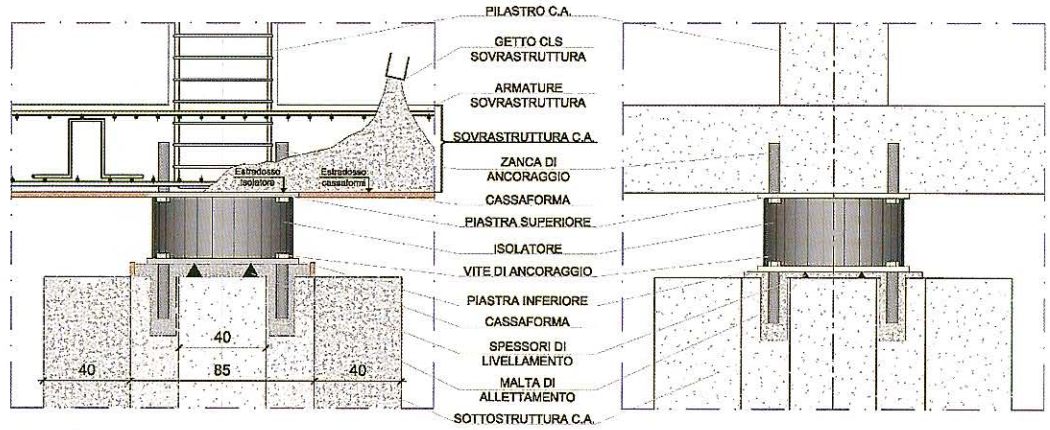 PILASTRO C.A.
GETTO CLS
SOVRASTRUTTURA
ARMATURE
SOVRASTRUTTURA
SOVRASTRUTTURA C.A.
ZANCA DI
ANCORAGGIO
Estradosso
isolatore
Estradosso
cassaforma
CASSAFORMA
PIASTRA SUPERIORE
ISOLATORE
VITE DI ANCORAGGIO
PIASTRA INFERIORE
CASSAFORMA
SPESSORI DI
LIVELLAMENTO
MALTA DI
ALLETTAMENTO
SOTTOSTRUTTURA C.A.
40
40
85
40